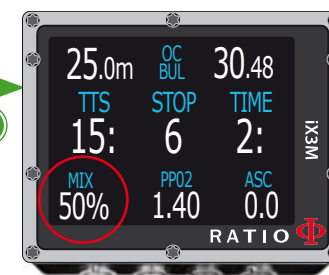 25.0m OC BUL 30.48
TTS STOP TIME
15: 6 2:
MIX PPO2 ASC
50% 1.40 0.0
iX3M
RATIO